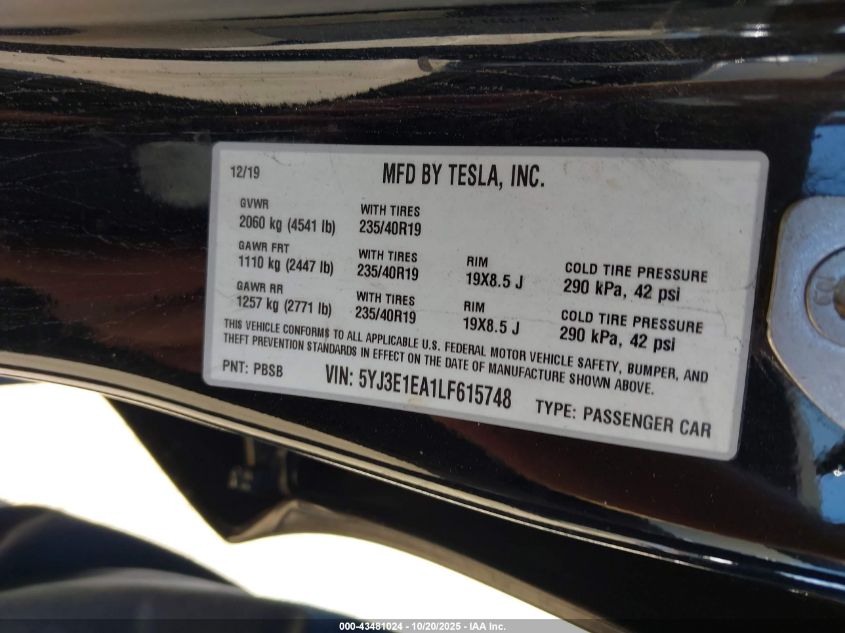 12/19
MFD BY TESLA, INC.
GVWR
2060 kg (4541 lb)
WITH TIRES
235/40R19
GAWR FRT
1110 kg (2447 lb)
WITH TIRES
235/40R19
RIM
19X8.5 J
COLD TIRE PRESSURE
290 kPa, 42 psi
GAWR RR
1257 kg (2771 lb)
WITH TIRES
235/40R19
RIM
19X8.5 J
COLD TIRE PRESSURE
290 kPa, 42 psi
THIS VEHICLE CONFORMS TO ALL APPLICABLE U.S. FEDERAL MOTOR VEHICLE SAFETY, BUMPER, AND
THEFT PREVENTION STANDARDS IN EFFECT ON THE DATE OF MANUFACTURE SHOWN ABOVE.
PNT: PBSB
VIN: 5YJ3E1EA1LF615748
TYPE: PASSENGER CAR
000-43481024 - 10/20/2025 - IAA Inc.